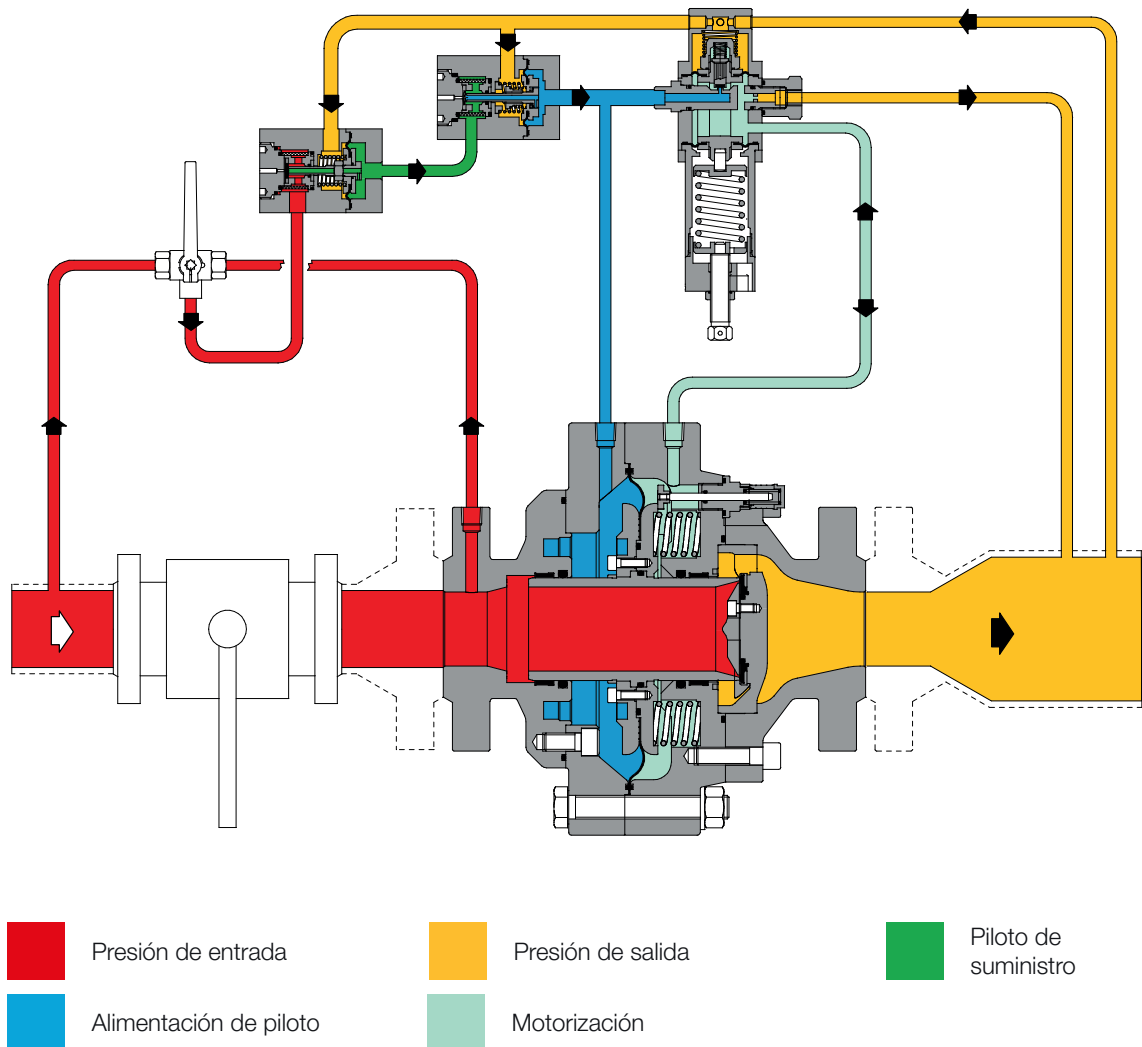 Presión de entrada
Presión de salida
Piloto de
suministro
Alimentación de piloto
Motorización